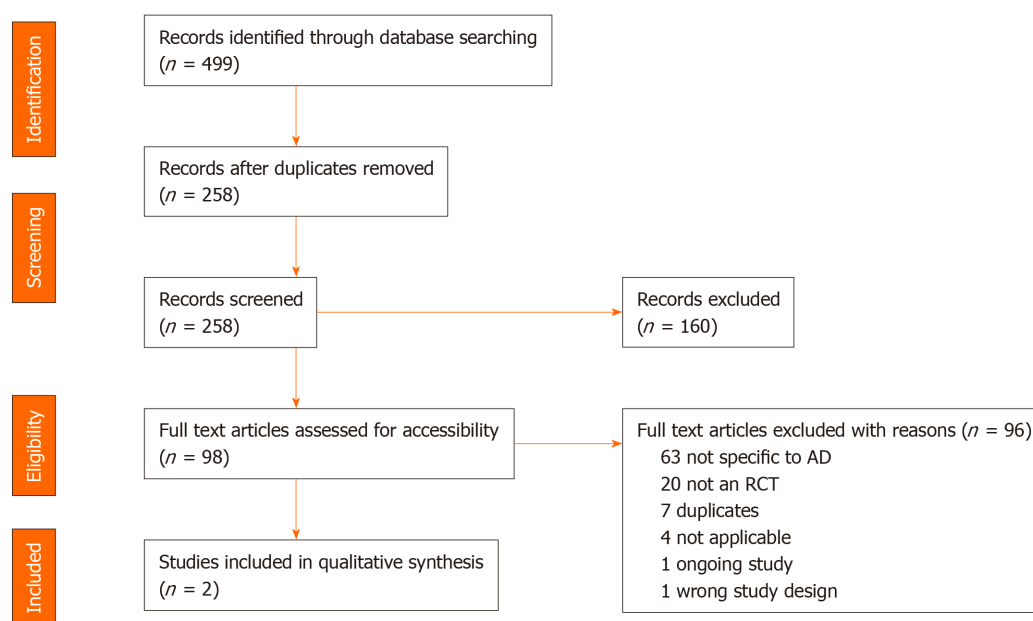 Identification
Records identified through database searching
(n = 499)
Records after duplicates removed
(n = 258)
Screening
Records screened
(n = 258)
Records excluded
(n = 160)
Eligibility
Full text articles assessed for accessibility
(n = 98)
Full text articles excluded with reasons (n = 96)
63 not specific to AD
20 not an RCT
7 duplicates
4 not applicable
1 ongoing study
1 wrong study design
Included
Studies included in qualitative synthesis
(n = 2)